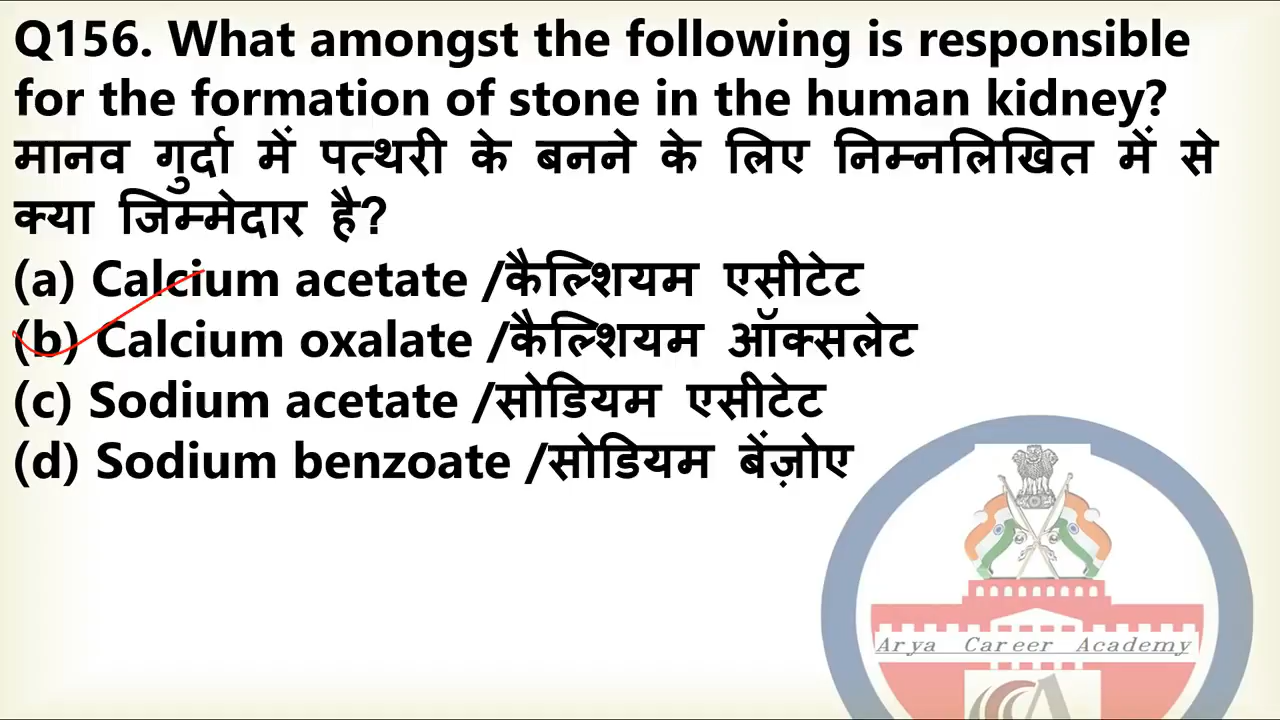 Q156. What amongst the following is responsible
for the formation of stone in the human kidney?
मानव गुर्दा में पत्थरी के बनने के लिए निम्नलिखित में से
क्या जिम्मेदार है?
(a) Calcium acetate /कैल्शियम एसीटेट
(b) Calcium oxalate /कैल्शियम ऑक्सलेट
(c) Sodium acetate /सोडियम एसीटेट
(d) Sodium benzoate /सोडियम बेंज़ोए
Arya Career Academy